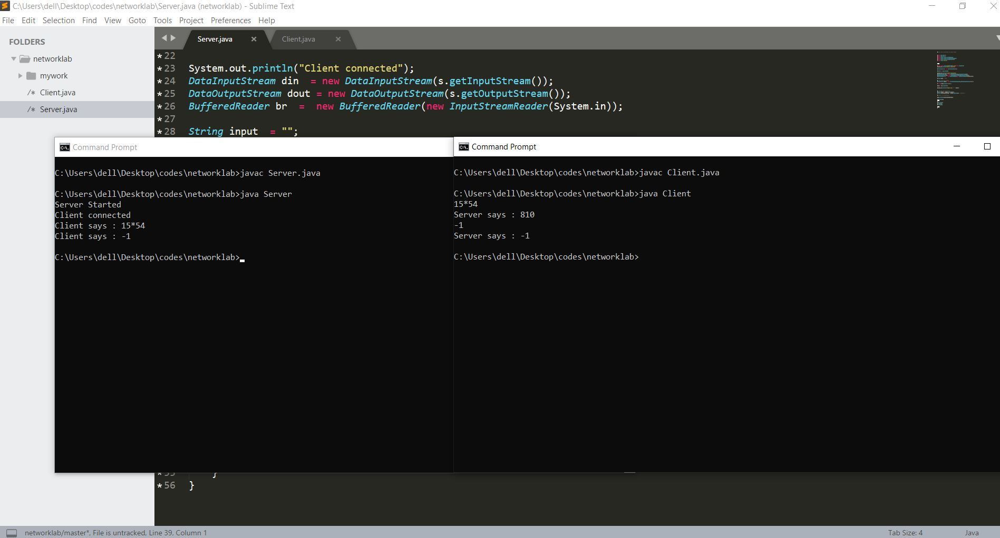 C:\Users\dell\Desktop\codes\networklab\Server.java (networklab) - Sublime Text
File Edit Selection Find View Goto Tools Project Preferences Help
FOLDERS
networklab
mywork
/* Client.java
/* Server.java
Server.java × Client.java ×
* 22
* 23 System.out.println("Client connected");
* 24 DataInputStream din  = new DataInputStream(s.getInputStream());
* 25 DataOutputStream dout = new DataOutputStream(s.getOutputStream());
* 26 BufferedReader br  =  new BufferedReader(new InputStreamReader(System.in));
* 27
* 28 String input  = "";
Command Prompt
C:\Users\dell\Desktop\codes\networklab>javac Server.java
C:\Users\dell\Desktop\codes\networklab>java Server
Server Started
Client connected
Client says : 15*54
Client says : -1
C:\Users\dell\Desktop\codes\networklab>
Command Prompt
C:\Users\dell\Desktop\codes\networklab>javac Client.java
C:\Users\dell\Desktop\codes\networklab>java Client
15*54
Server says : 810
-1
Server says : -1
C:\Users\dell\Desktop\codes\networklab>
* 55 }
* 56 }
networklab/master*, File is untracked, Line 39, Column 1
Tab Size: 4 Java